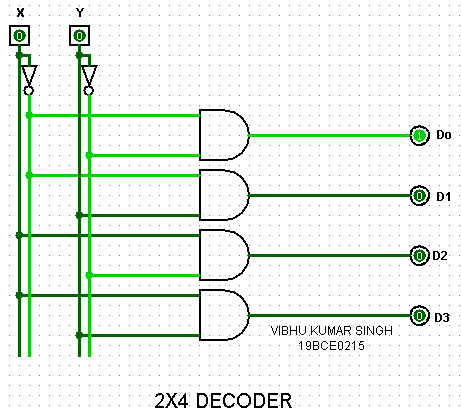 X Y
0 0
1 Do
0 D1
0 D2
0 D3
VIBHU KUMAR SINGH
19BCE0215
2X4 DECODER